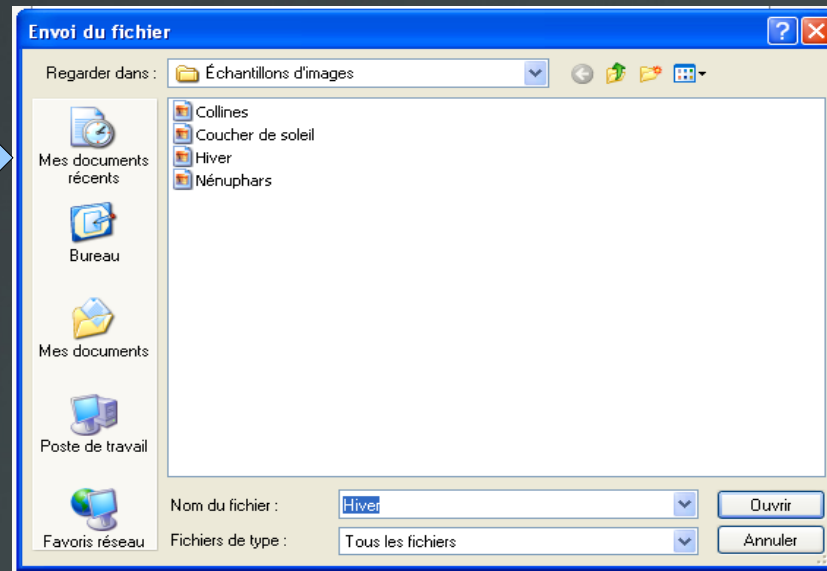 Envoi du fichier
Regarder dans :
Échantillons d'images
Mes documents
récents
Bureau
Mes documents
Poste de travail
Favoris réseau
Collines
Coucher de soleil
Hiver
Nénuphars
Nom du fichier :
Hiver
Ouvrir
Fichiers de type :
Tous les fichiers
Annuler